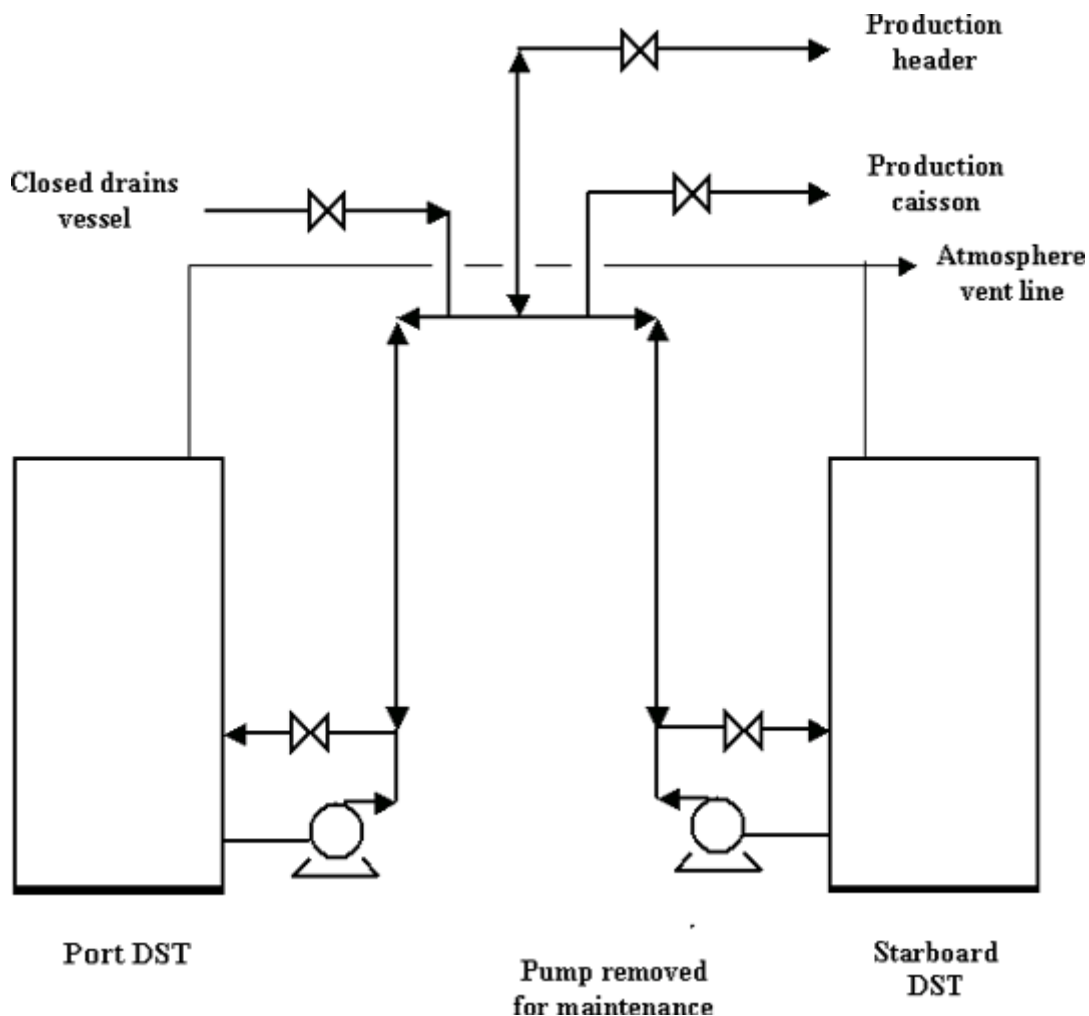 Production
header
Closed drains
vessel
Production
caisson
Atmosphere
vent line
Port DST
Pump removed
for maintenance
Starboard
DST